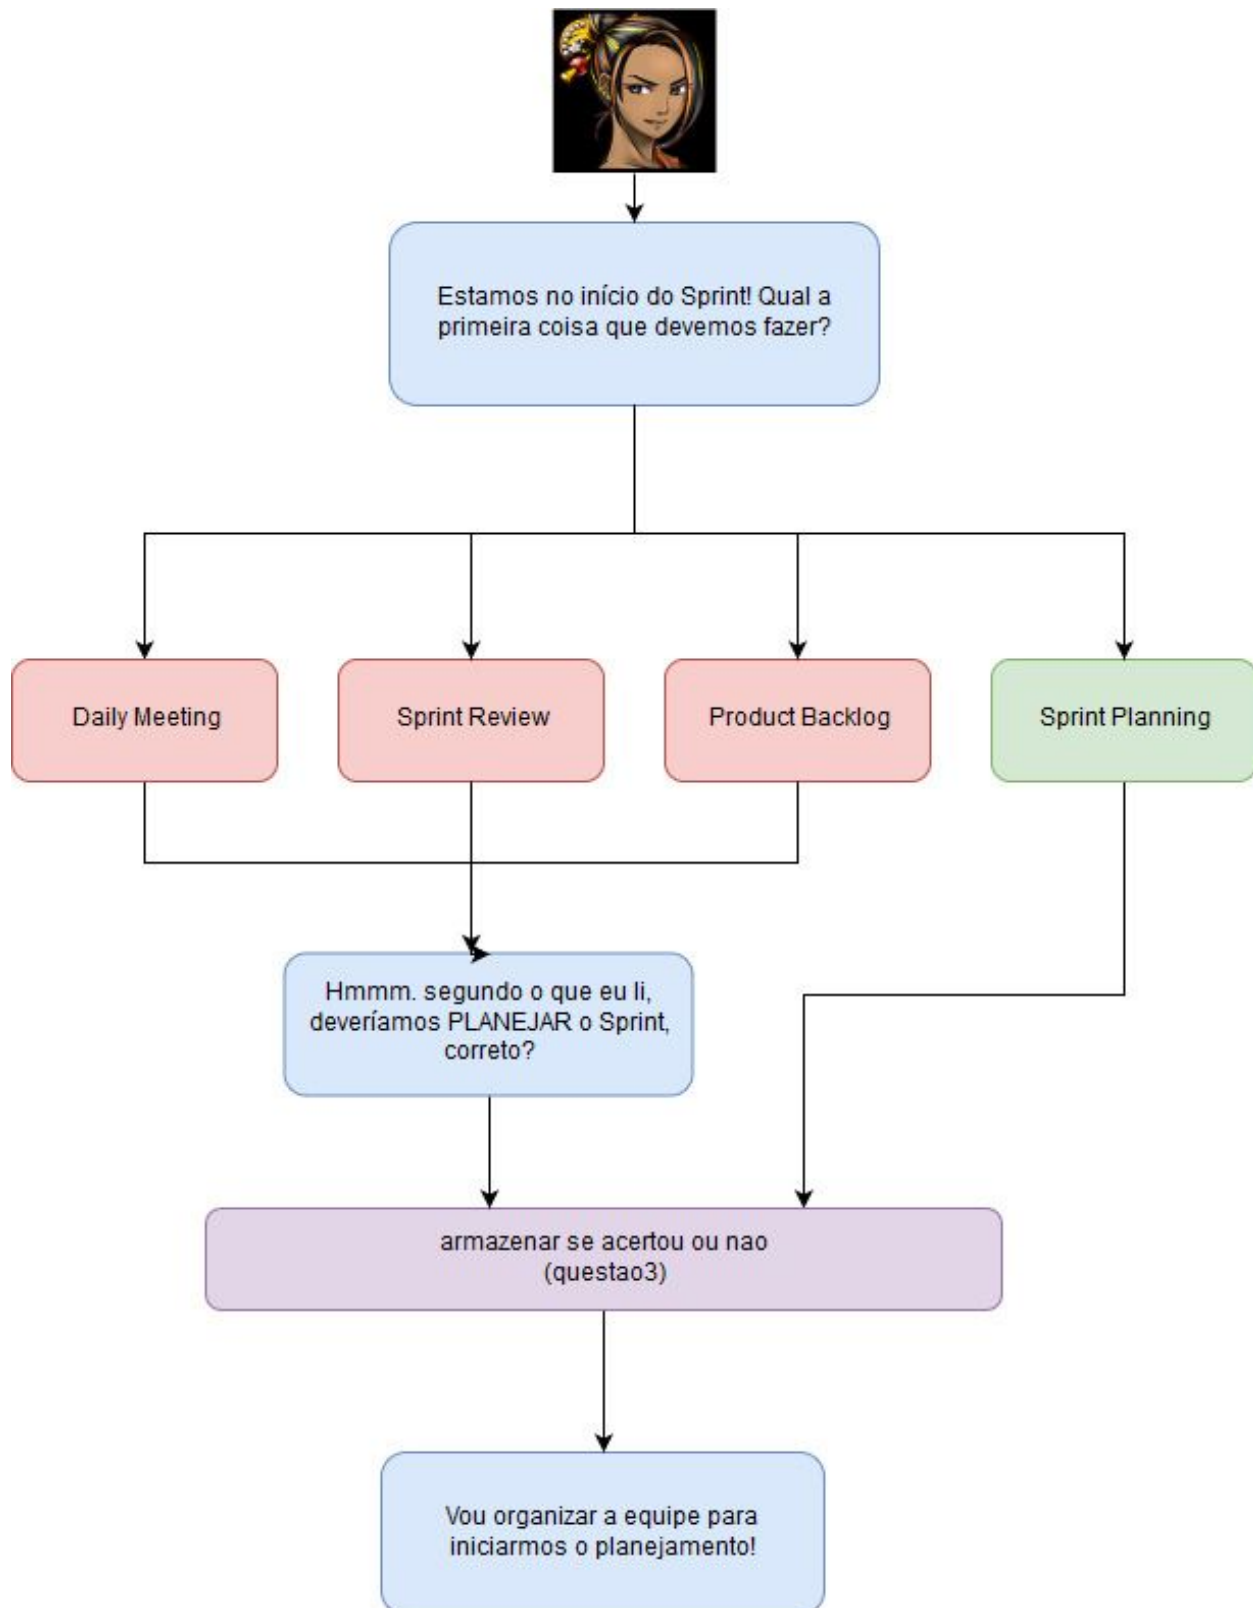 Estamos no início do Sprint! Qual a
primeira coisa que devemos fazer?
Daily Meeting
Sprint Review
Product Backlog
Sprint Planning
Hmmm. segundo o que eu li,
deveríamos PLANEJAR o Sprint,
correto?
armazenar se acertou ou nao
(questao3)
Vou organizar a equipe para
iniciarmos o planejamento!